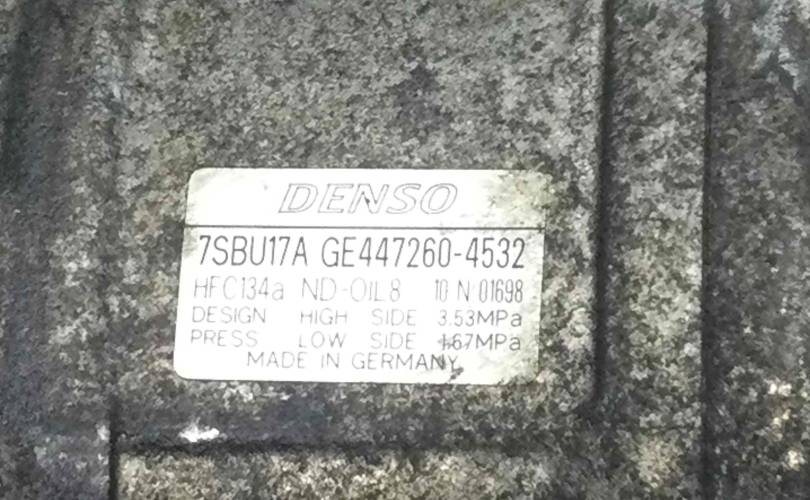 DENSO
7SBU17A GE447260-4532
HFC134a ND-OIL8 10 N 01698
DESIGN HIGH SIDE 3.53MPa
PRESS LOW SIDE 1.67MPa
MADE IN GERMANY